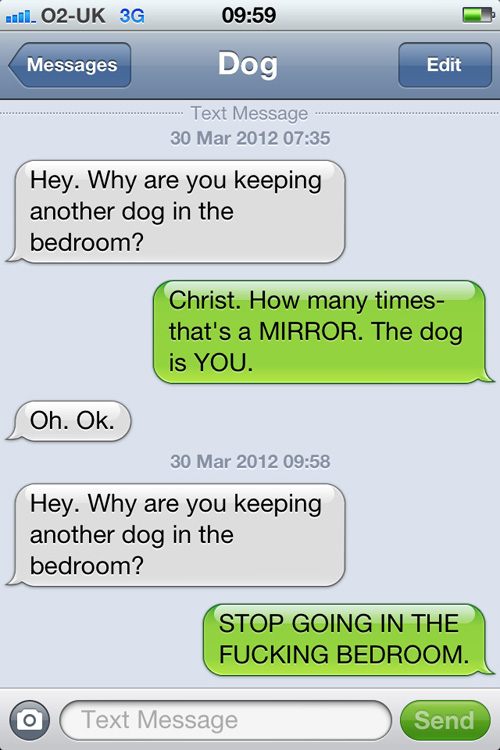 O2-UK 3G 09:59
Messages Dog Edit
Text Message
30 Mar 2012 07:35
Hey. Why are you keeping
another dog in the
bedroom?
Christ. How many times-
that's a MIRROR. The dog
is YOU.
Oh. Ok.
30 Mar 2012 09:58
Hey. Why are you keeping
another dog in the
bedroom?
STOP GOING IN THE
FUCKING BEDROOM.
Text Message Send